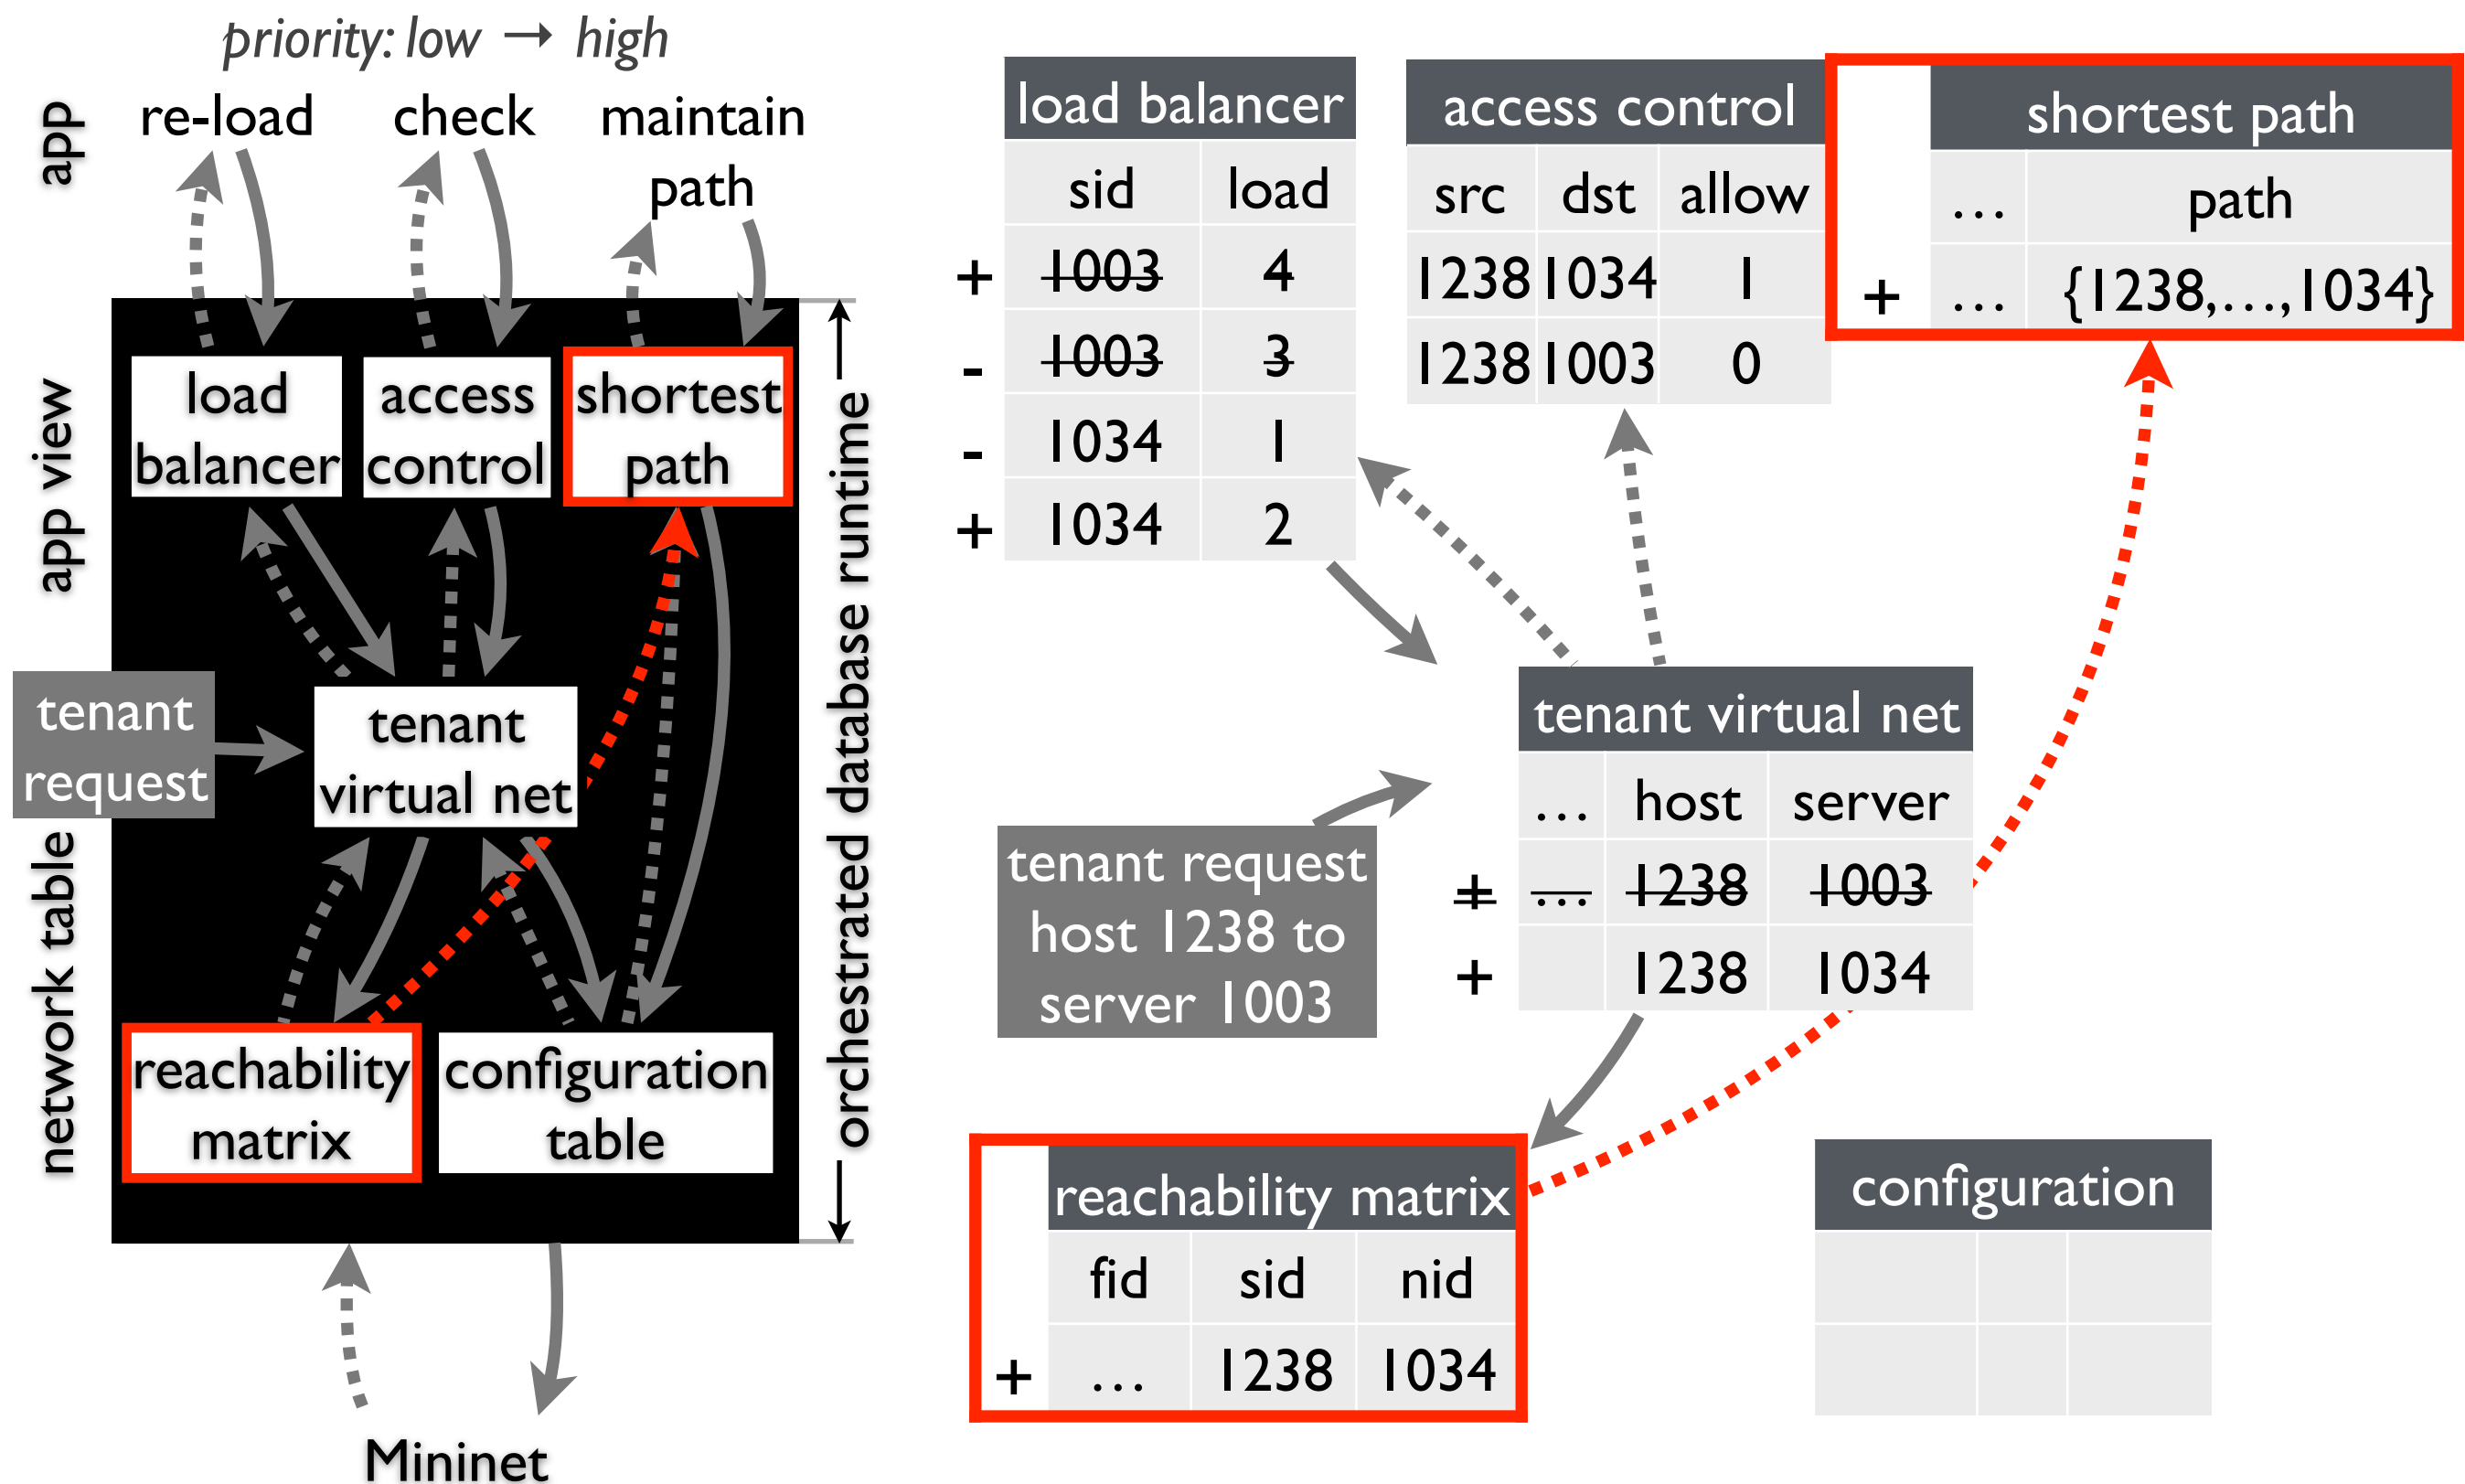 priority: low → high
app
re-load
check
maintain
path
app view
load
balancer
access
control
shortest
path
tenant
request
tenant
virtual net
network table
reachability
matrix
configuration
table
orchestrated database runtime
Mininet
load balancer
sid load
+ 1003 4
- 1003 3
- 1034 1
+ 1034 2
access control
src dst allow
1238 1034 1
1238 1003 0
shortest path
... path
+ ... {1238,...,1034}
tenant virtual net
... host server
+ ... 1238 1003
+ 1238 1034
tenant request
host 1238 to
server 1003
reachability matrix
fid sid nid
+ ... 1238 1034
configuration